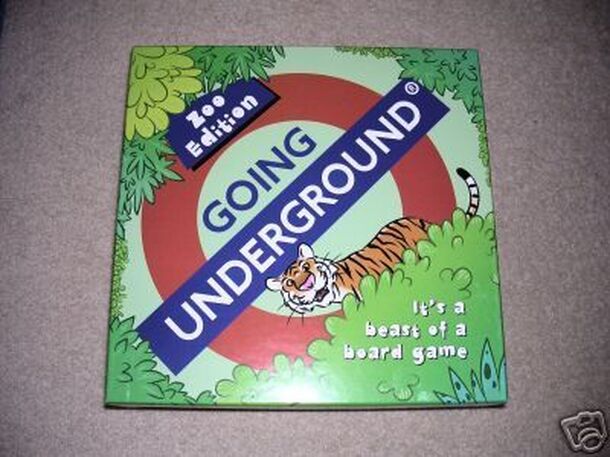 Zoo
Edition
GOING
UNDERGROUND®
It's a
beast of a
board game